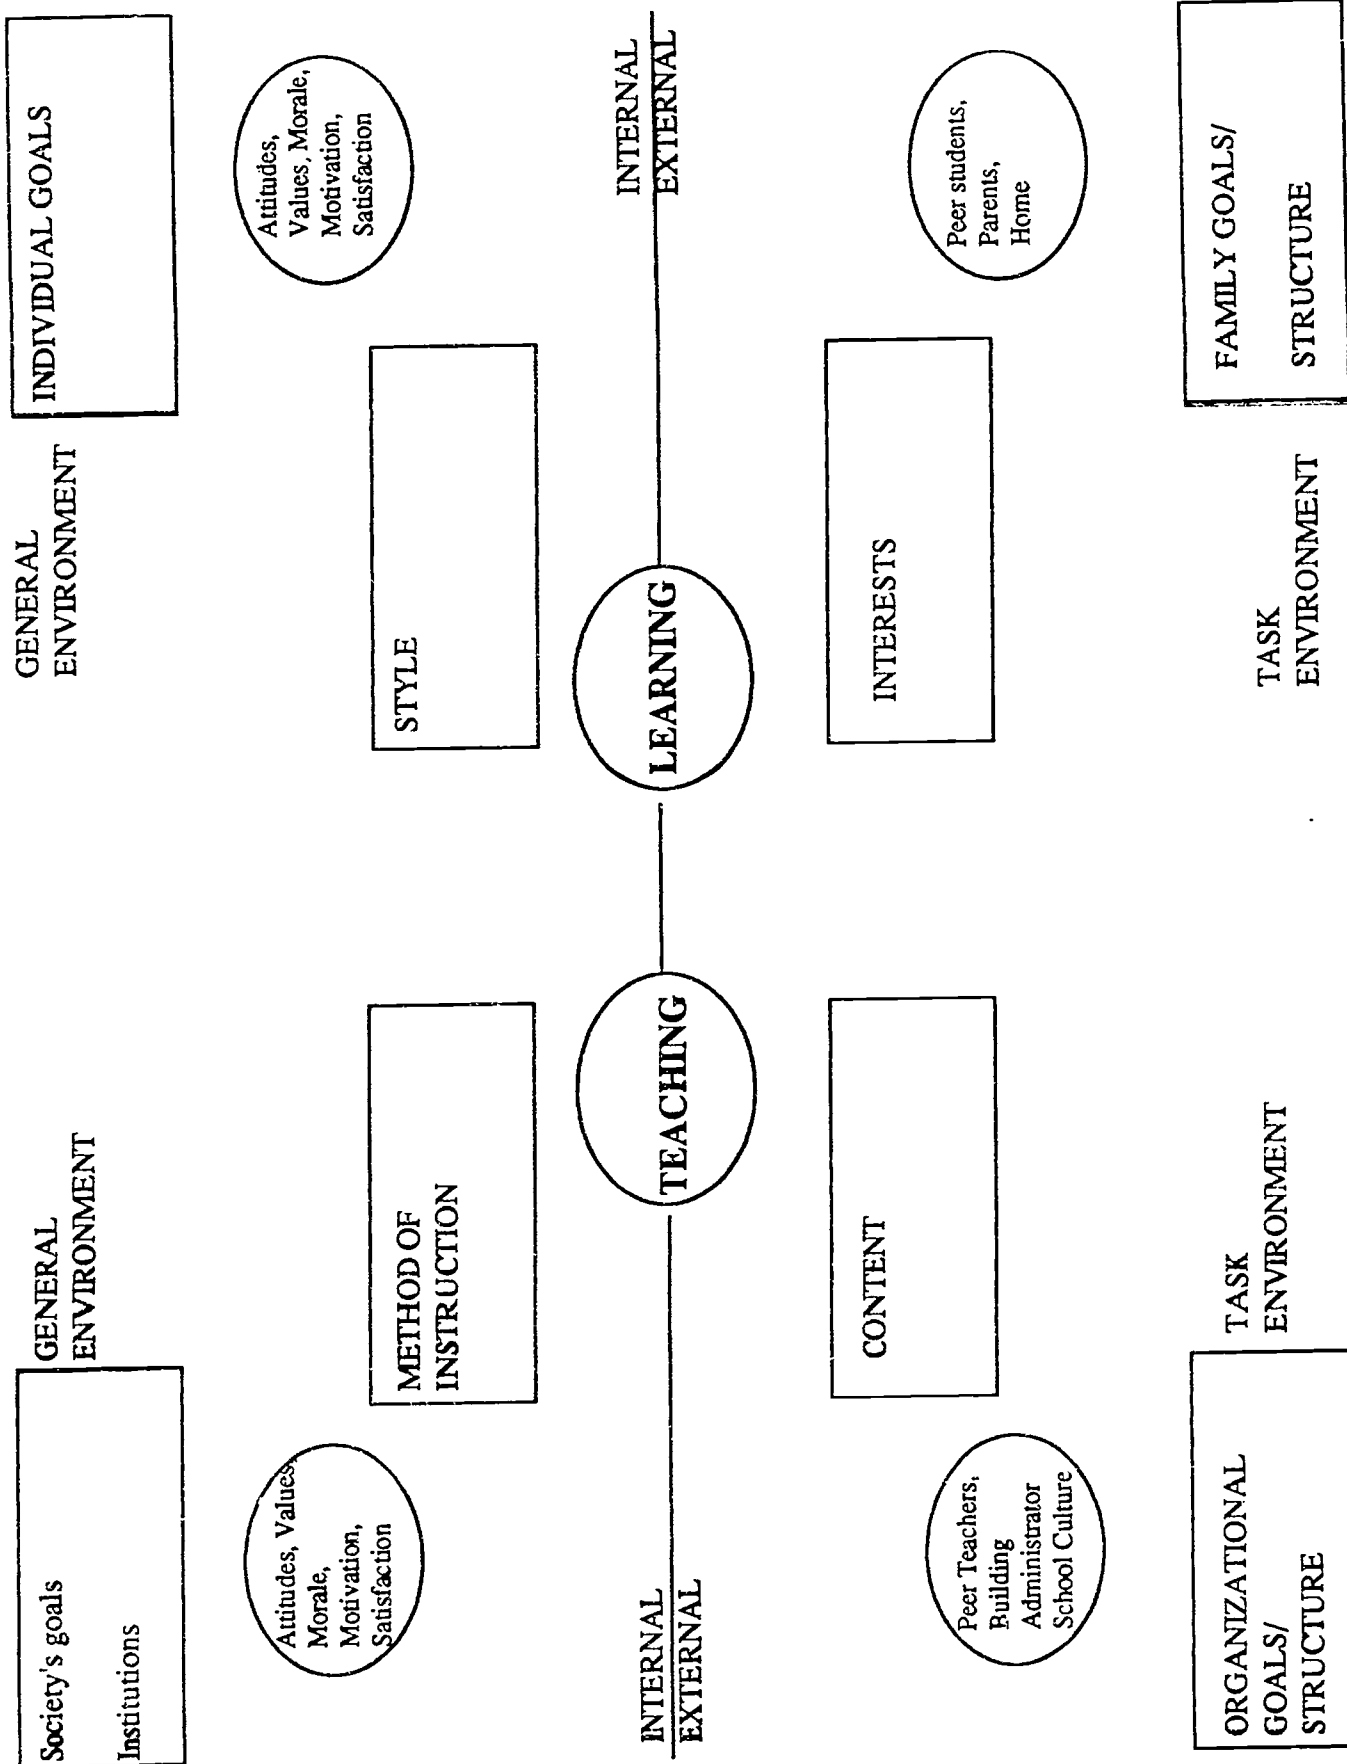 Society's goals
Institutions
GENERAL
ENVIRONMENT
GENERAL
ENVIRONMENT
INDIVIDUAL GOALS
Attitudes, Values,
Morale,
Motivation,
Satisfaction
METHOD OF
INSTRUCTION
STYLE
Attitudes,
Values, Morale,
Motivation,
Satisfaction
INTERNAL
EXTERNAL
TEACHING
LEARNING
INTERNAL
EXTERNAL
Peer Teachers,
Building
Administrator
School Culture
CONTENT
INTERESTS
Peer students,
Parents,
Home
ORGANIZATIONAL
GOALS/
STRUCTURE
TASK
ENVIRONMENT
TASK
ENVIRONMENT
FAMILY GOALS/
STRUCTURE